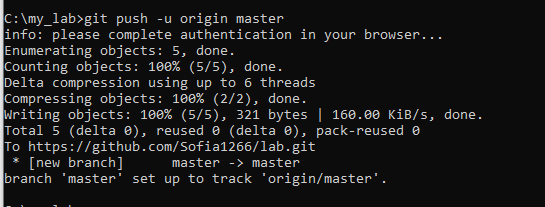 C:\my_lab>git push -u origin master
info: please complete authentication in your browser...
Enumerating objects: 5, done.
Counting objects: 100% (5/5), done.
Delta compression using up to 6 threads
Compressing objects: 100% (2/2), done.
Writing objects: 100% (5/5), 321 bytes | 160.00 KiB/s, done.
Total 5 (delta 0), reused 0 (delta 0), pack-reused 0
To https://github.com/Sofia1266/lab.git
 * [new branch]      master -> master
branch 'master' set up to track 'origin/master'.